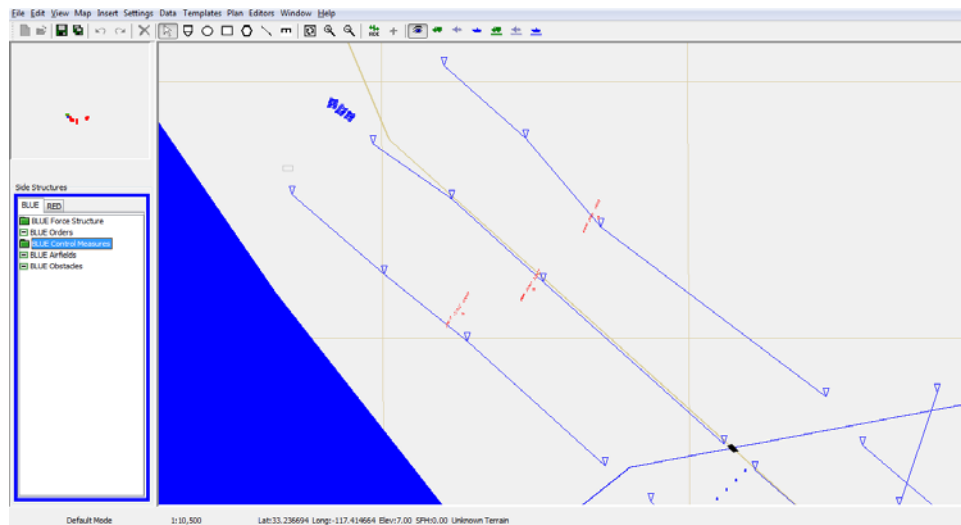 File Edit View Map Insert Settings Data Templates Plan Editors Window Help
Side Structures
BLUE RED
BLUE Force Structure
BLUE Orders
BLUE Control Measures
BLUE Airfields
BLUE Obstacles
Default Mode 1:10,500 Lat:33.236694 Long:-117.414664 Elev:7.00 SPH:0.00 Unknown Terrain